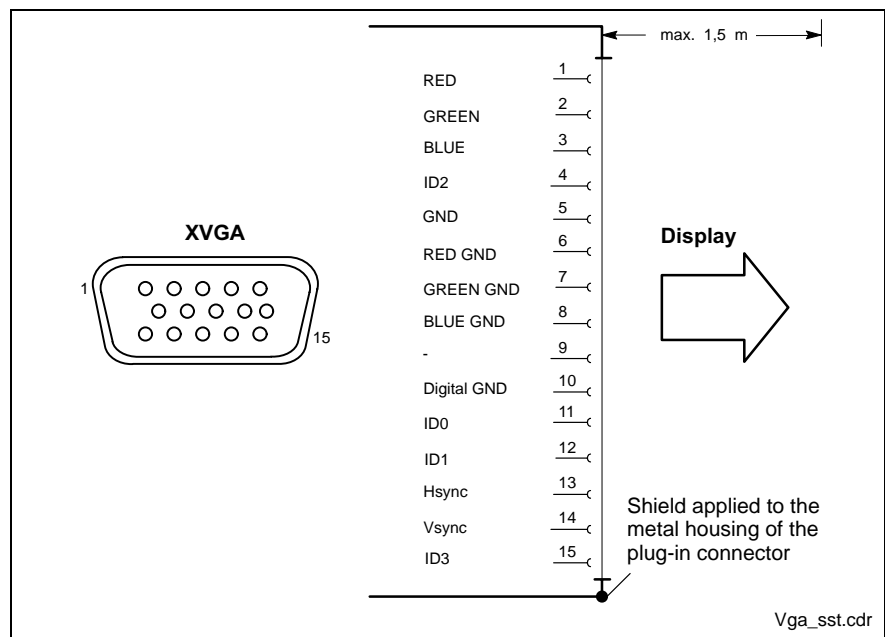 max. 1,5 m
RED 1
GREEN 2
BLUE 3
ID2 4
GND 5
RED GND 6
GREEN GND 7
BLUE GND 8
- 9
Digital GND 10
ID0 11
ID1 12
Hsync 13
Vsync 14
ID3 15
XVGA
1
15
Display
Shield applied to the
metal housing of the
plug-in connector
Vga_sst.cdr